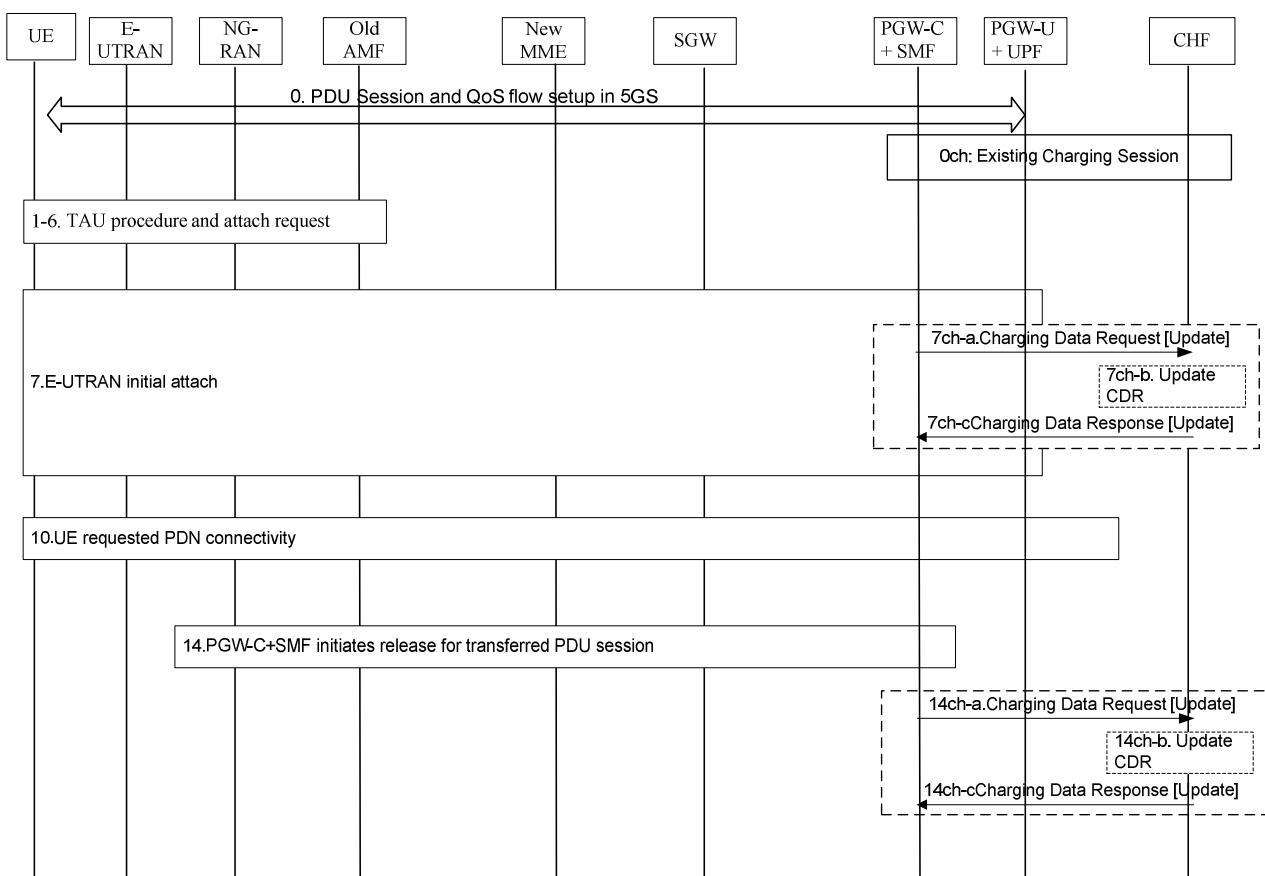 UE
E-
UTRAN
NG-
RAN
Old
AMF
New
MME
SGW
PGW-C
+ SMF
PGW-U
+ UPF
CHF
0. PDU Session and QoS flow setup in 5GS
0ch: Existing Charging Session
1-6. TAU procedure and attach request
7ch-a.Charging Data Request [Update]
7.E-UTRAN initial attach
7ch-b. Update
CDR
7ch-cCharging Data Response [Update]
10.UE requested PDN connectivity
14.PGW-C+SMF initiates release for transferred PDU session
14ch-a.Charging Data Request [Update]
14ch-b. Update
CDR
14ch-cCharging Data Response [Update]